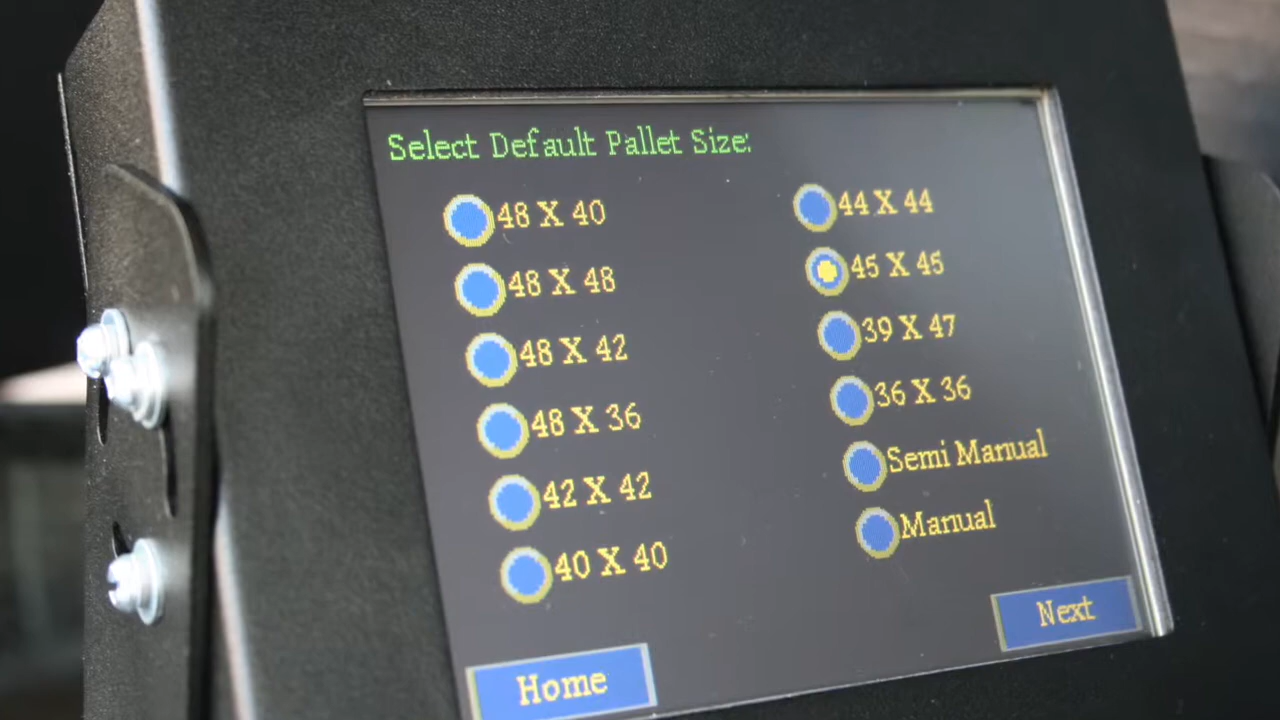 Select Default Pallet Size:
48 X 40
48 X 48
48 X 42
48 X 36
42 X 42
40 X 40
44 X 44
45 X 45
39 X 47
36 X 36
Semi Manual
Manual
Home
Next